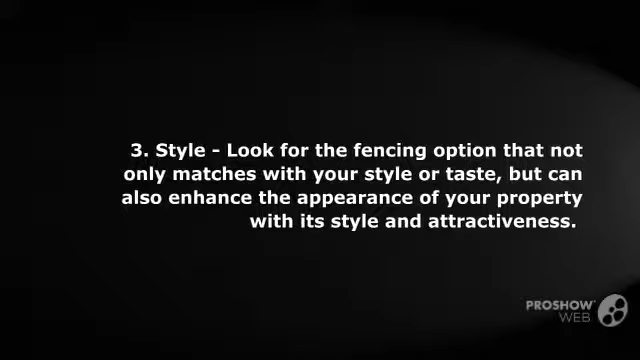 3. Style - Look for the fencing option that not
only matches with your style or taste, but can
also enhance the appearance of your property
with its style and attractiveness.
PROSHOW
WEB